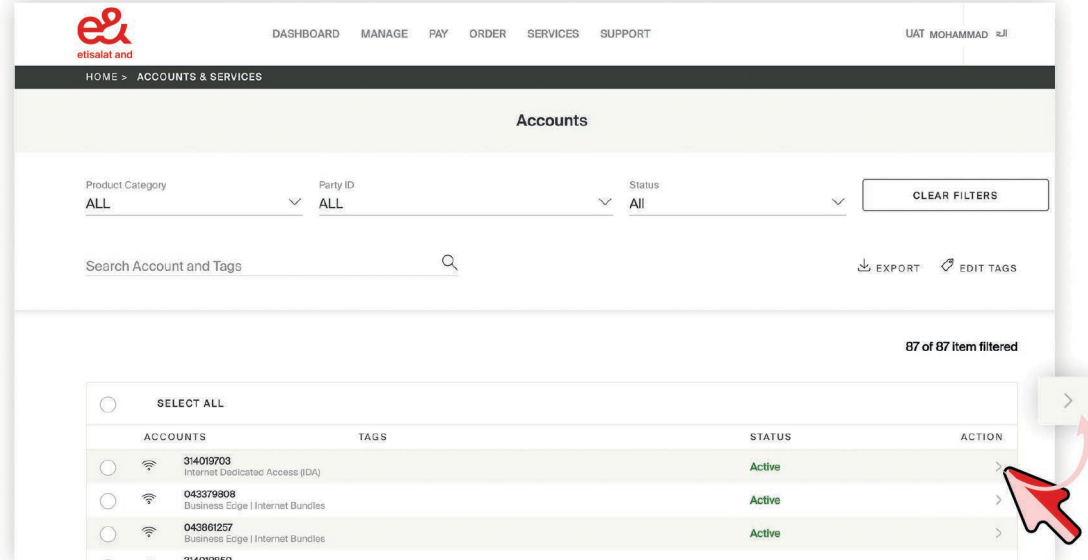 e&
etisalat and
DASHBOARD MANAGE PAY ORDER SERVICES SUPPORT
UAT MOHAMMAD
HOME > ACCOUNTS & SERVICES
Accounts
Product Category
ALL
Party ID
ALL
Status
All
CLEAR FILTERS
Search Account and Tags
EXPORT EDIT TAGS
87 of 87 item filtered
SELECT ALL
ACCOUNTS TAGS STATUS ACTION
314019703 Active
Internet Dedicated Access (IDA)
043379808 Active
Business Edge | Internet Bundles
043861257 Active
Business Edge | Internet Bundles